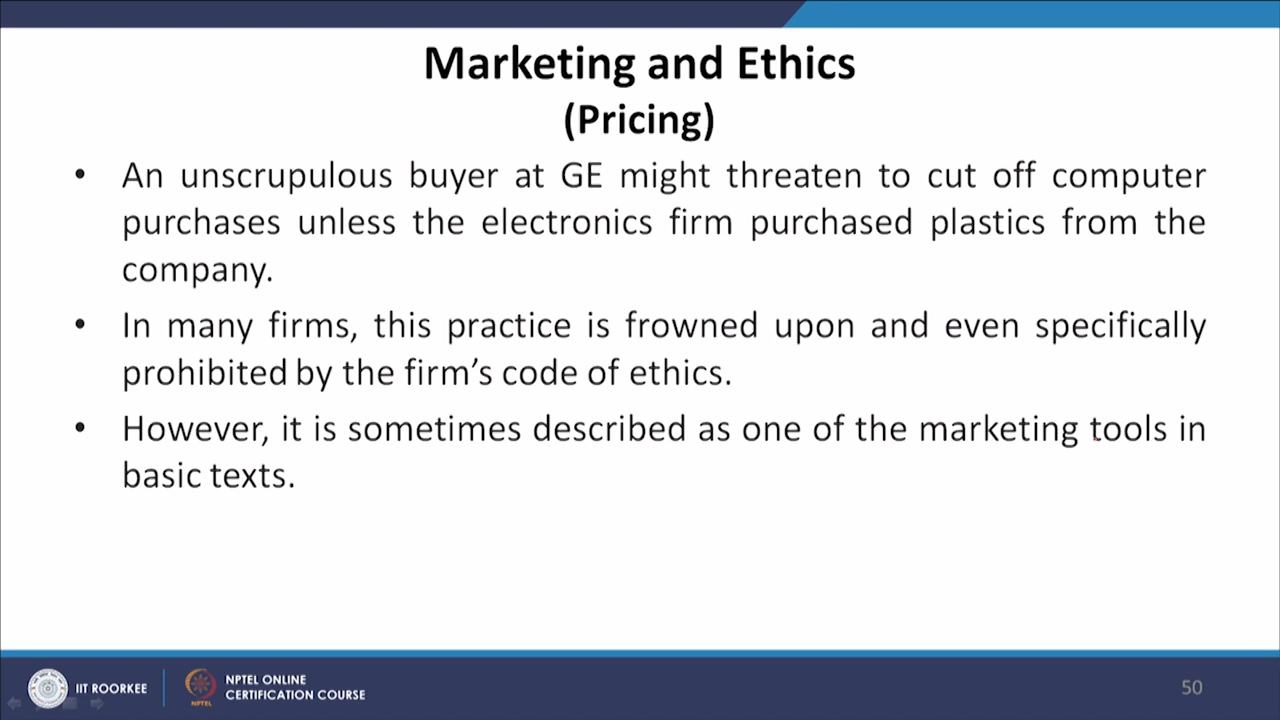 Marketing and Ethics
(Pricing)
• An unscrupulous buyer at GE might threaten to cut off computer
purchases unless the electronics firm purchased plastics from the
company.
• In many firms, this practice is frowned upon and even specifically
prohibited by the firm’s code of ethics.
• However, it is sometimes described as one of the marketing tools in
basic texts.
IIT ROORKEE
NPTEL
NPTEL ONLINE
CERTIFICATION COURSE
50